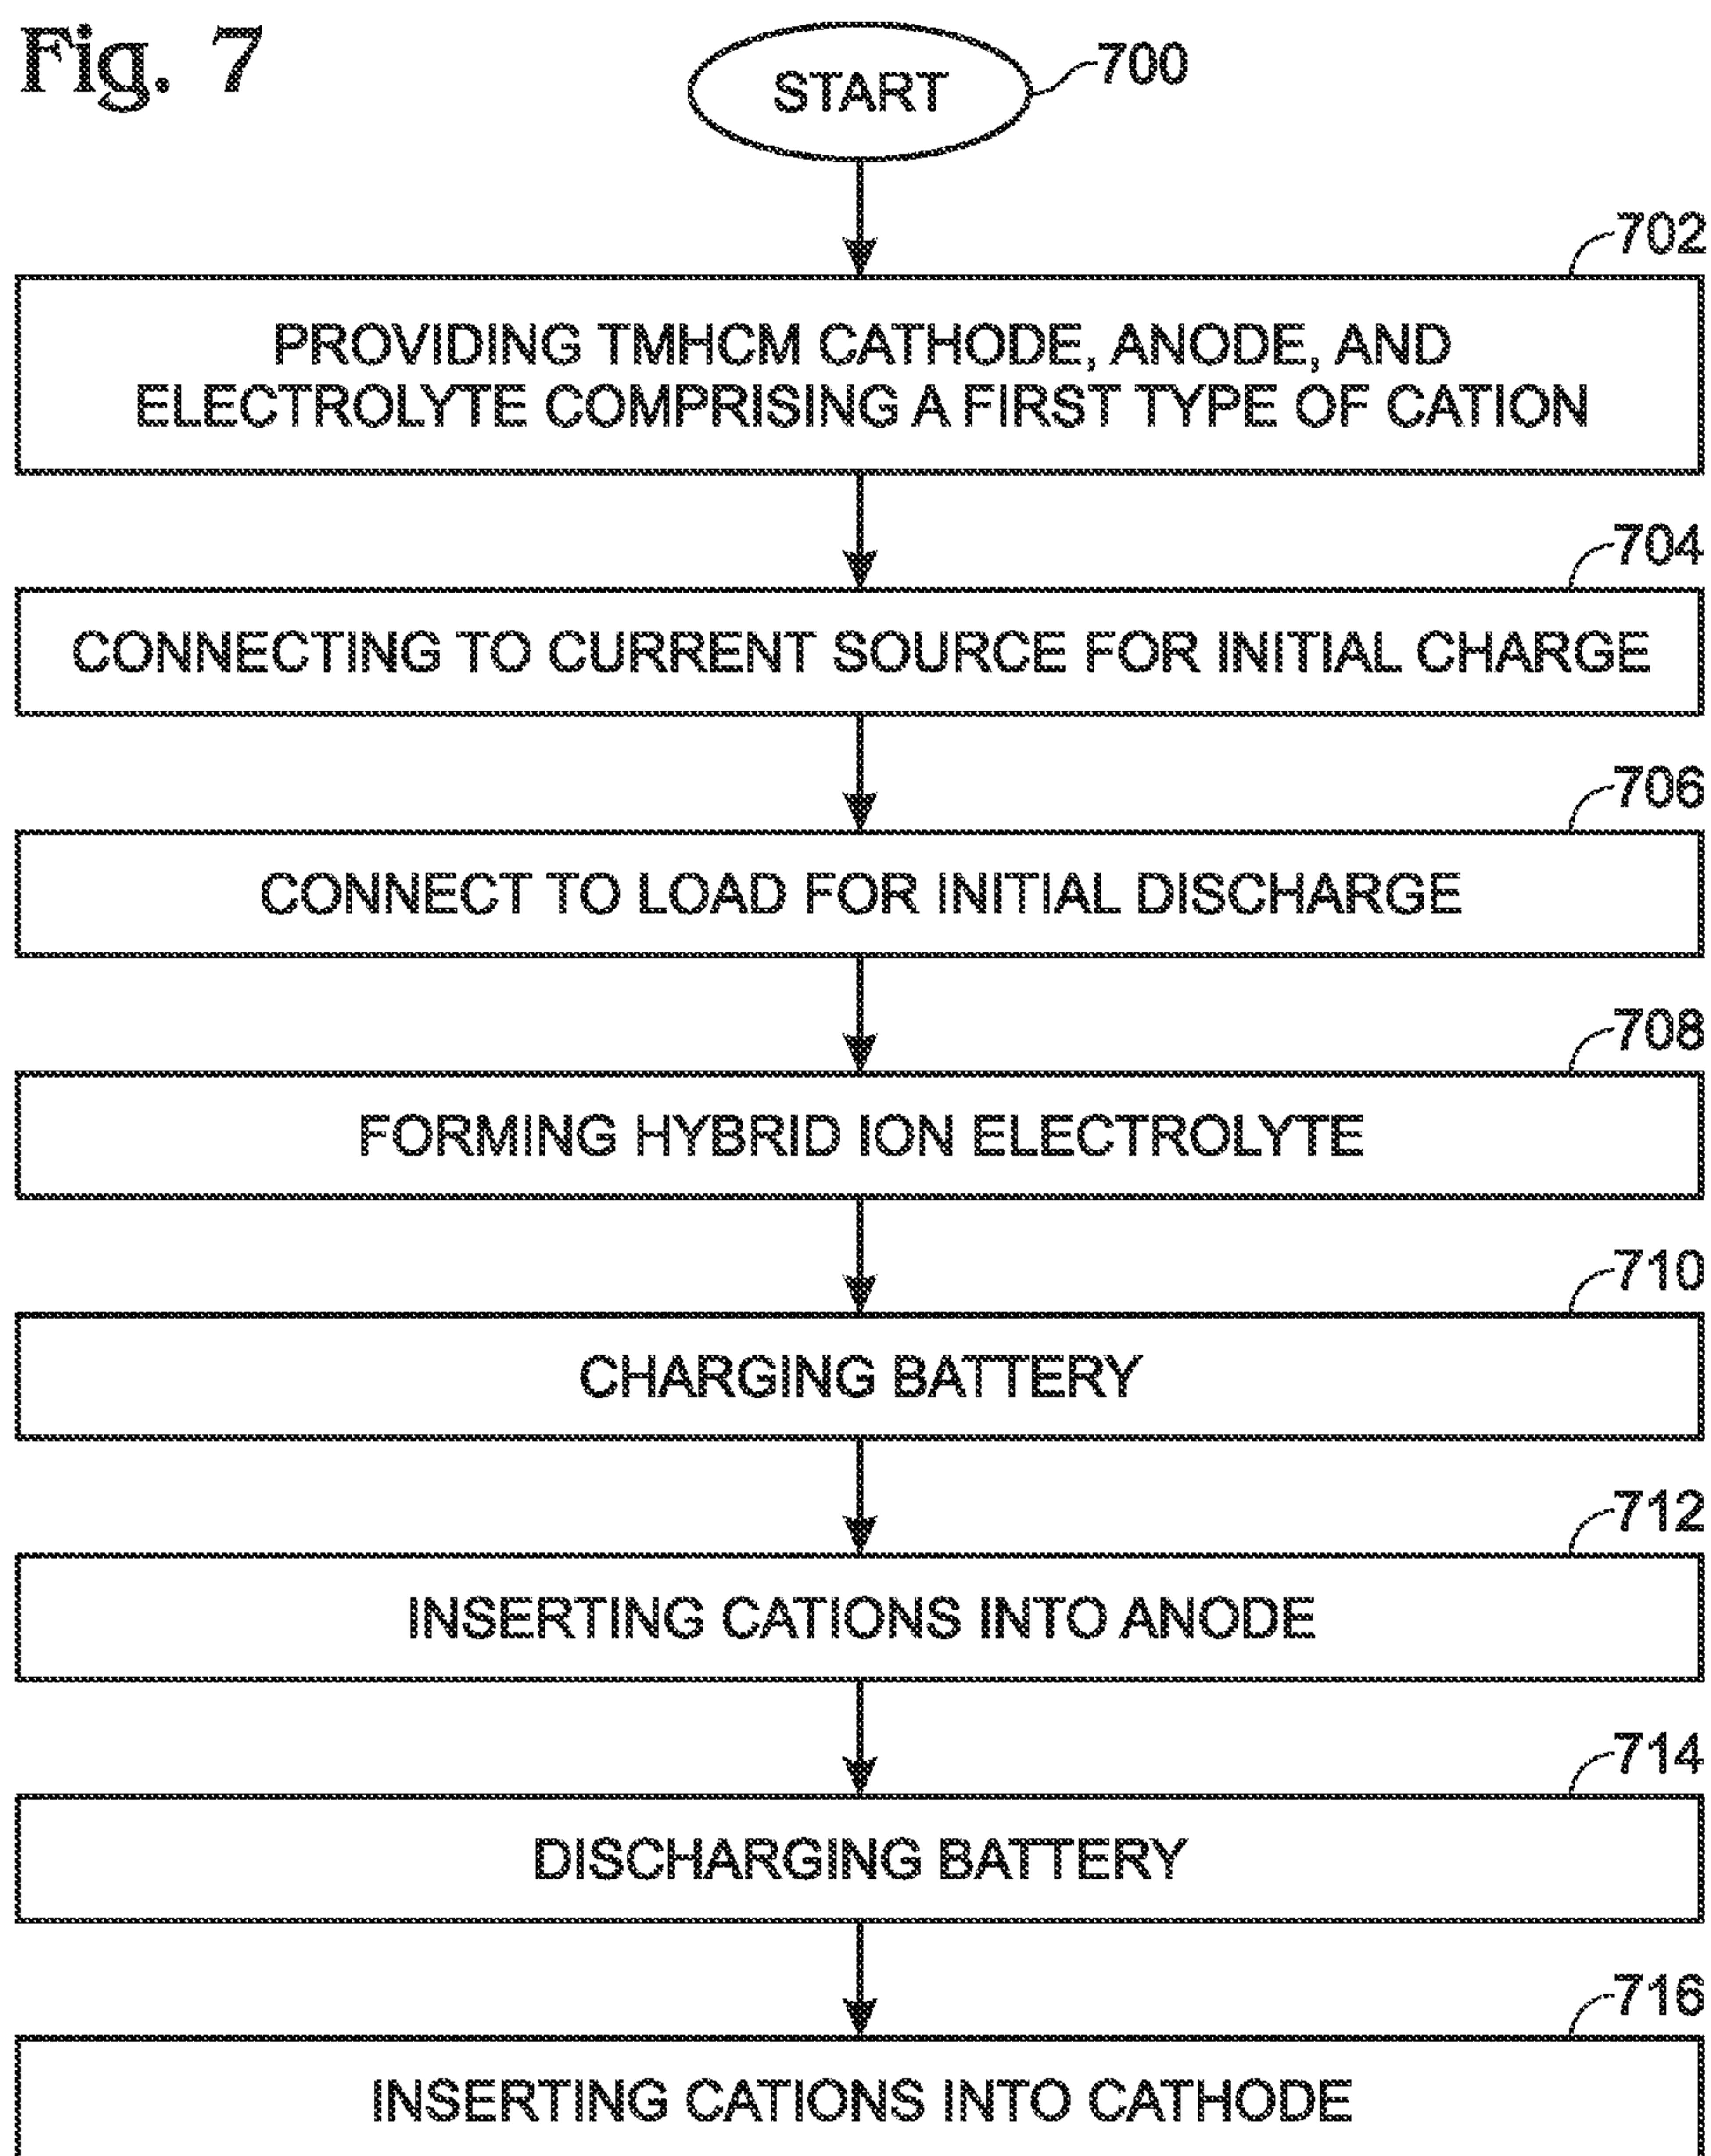 Fig. 7
START
700
702
PROVIDING TMHCM CATHODE, ANODE, AND
ELECTROLYTE COMPRISING A FIRST TYPE OF CATION
704
CONNECTING TO CURRENT SOURCE FOR INITIAL CHARGE
706
CONNECT TO LOAD FOR INITIAL DISCHARGE
708
FORMING HYBRID ION ELECTROLYTE
710
CHARGING BATTERY
712
INSERTING CATIONS INTO ANODE
714
DISCHARGING BATTERY
716
INSERTING CATIONS INTO CATHODE